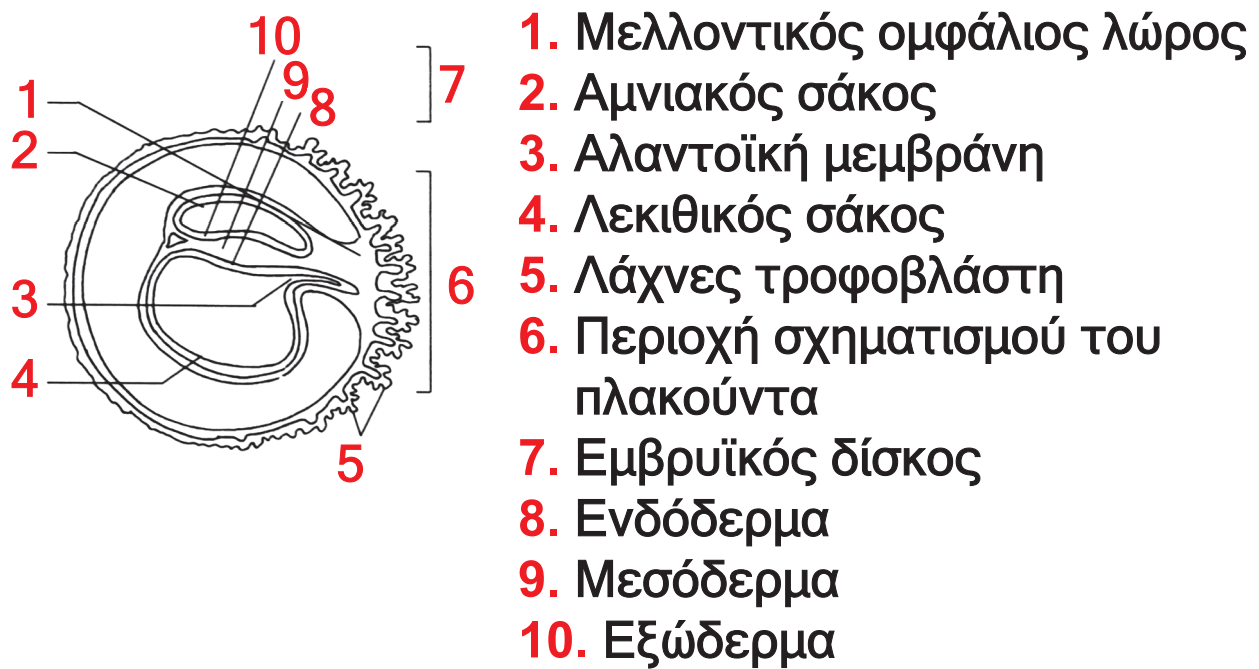 10
9
8
7
1
2
3
6
4
5
1. Μελλοντικός ομφάλιος λώρος
2. Αμνιακός σάκος
3. Αλαντοϊκή μεμβράνη
4. Λεκιθικός σάκος
5. Λάχνες τροφοβλάστη
6. Περιοχή σχηματισμού του
πλακούντα
7. Εμβρυϊκός δίσκος
8. Ενδόδερμα
9. Μεσόδερμα
10. Εξώδερμα